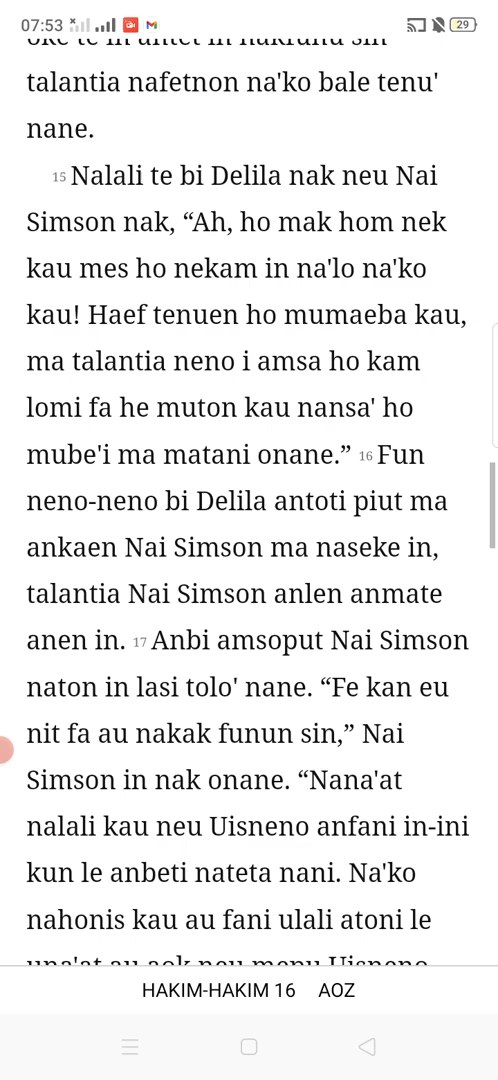 07:53
29
talantia nafetnon na'ko bale tenu'
nane.
15 Nalali te bi Delila nak neu Nai
Simson nak, “Ah, ho mak hom nek
kau mes ho nekam in na'lo na'ko
kau! Haef tenuen ho mumaeba kau,
ma talantia neno i amsa ho kam
lomi fa he muton kau nansa' ho
mube'i ma matani onane.” 16 Fun
neno-neno bi Delila antoti piut ma
ankaen Nai Simson ma naseke in,
talantia Nai Simson anlen anmate
anen in. 17 Anbi amsoput Nai Simson
naton in lasi tolo' nane. “Fe kan eu
nit fa au nakak funun sin,” Nai
Simson in nak onane. “Nana'at
nalali kau neu Uisneno anfani in-ini
kun le anbeti nateta nani. Na'ko
nahonis kau au fani ulali atoni le
HAKIM-HAKIM 16 AOZ